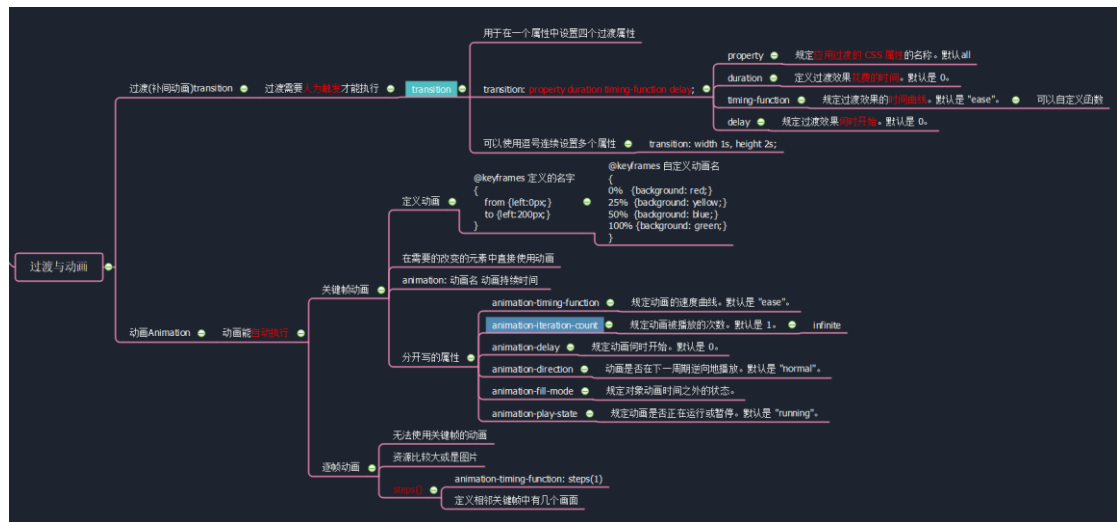 过渡与动画
过渡(补间动画)transition
过渡需要人为触发才能执行
transition
用于在一个属性中设置四个过渡属性
transition: property duration timing-function delay;
property
规定应用过渡的 CSS 属性的名称。默认all
duration
定义过渡效果花费的时间。默认是 0。
timing-function
规定过渡效果的时间曲线。默认是 "ease"。
可以自定义函数
delay
规定过渡效果何时开始。默认是 0。
可以使用逗号连续设置多个属性
transition: width 1s, height 2s;
动画Animation
动画能自动执行
关键帧动画
定义动画
@keyframes 定义的名字
{
from {left:0px;}
to {left:200px;}
}
@keyframes 自定义动画名
{
0% {background: red;}
25% {background: yellow;}
50% {background: blue;}
100% {background: green;}
}
在需要的改变的元素中直接使用动画
animation: 动画名 动画持续时间
分开写的属性
animation-timing-function
规定动画的速度曲线。默认是 "ease"。
animation-iteration-count
规定动画被播放的次数。默认是 1。
infinite
animation-delay
规定动画何时开始。默认是 0。
animation-direction
动画是否在下一周期逆向地播放。默认是 "normal"。
animation-fill-mode
规定对象动画时间之外的状态。
animation-play-state
规定动画是否正在运行或暂停。默认是 "running"。
逐帧动画
无法使用关键帧的动画
资源比较大或是图片
steps()
animation-timing-function: steps(1)
定义相邻关键帧中有几个画面